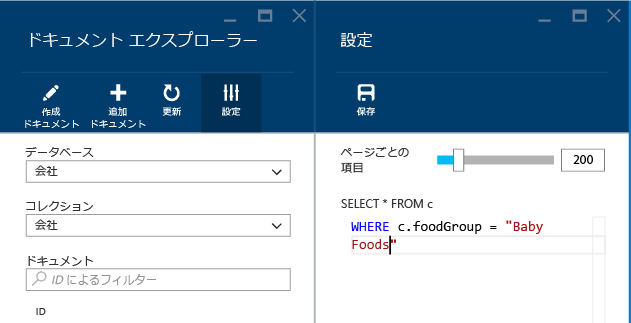 ドキュメント エクスプローラー
作成
ドキュメント
追加
ドキュメント
更新
設定
データベース
会社
コレクション
会社
ドキュメント
ID によるフィルター
ID
設定
保存
ページごとの
項目
200
SELECT * FROM c
WHERE c.foodGroup = "Baby
Foods"